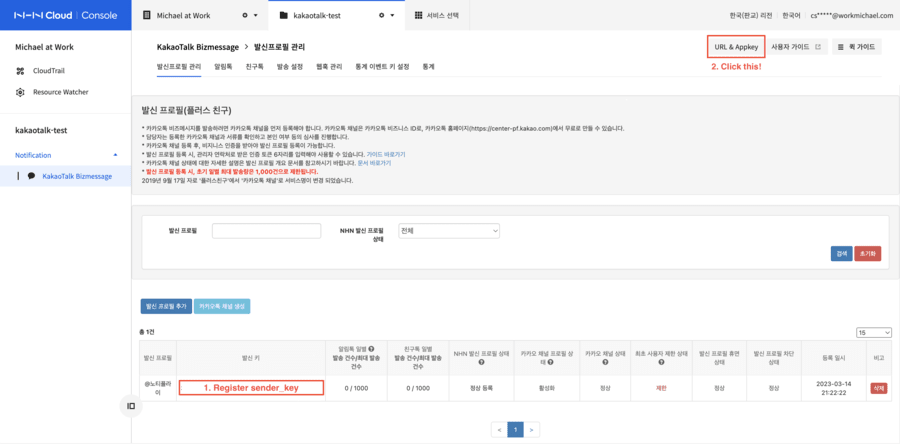 NHN Cloud | Console
Michael at Work
kakaotalk-test
서비스 선택
한국(판교) 리전
한국어
cs*****@workmichael.com
Michael at Work
CloudTrail
Resource Watcher
kakaotalk-test
Notification
KakaoTalk Bizmessage
KakaoTalk Bizmessage > 발신프로필 관리
URL & Appkey
사용자 가이드
퀵 가이드
2. Click this!
발신프로필 관리
알림톡
친구톡
발송 설정
웹훅 관리
통계 이벤트 키 설정
통계
발신 프로필(플러스 친구)
* 카카오톡 비즈메시지를 발송하려면 카카오톡 채널을 먼저 등록해야 합니다. 카카오톡 채널은 카카오톡 비즈니스 ID로, 카카오톡 홈페이지(https://center-pf.kakao.com)에서 무료로 만들 수 있습니다.
* 담당자는 등록한 카카오톡 채널과 서류를 확인하고 본인 여부 등의 심사를 진행합니다.
* 카카오톡 채널 등록 후, 비지니스 인증을 받아야 발신 프로필 등록이 가능합니다.
* 발신 프로필 등록 시, 관리자 연락처로 받은 인증 토큰 6자리를 입력해야 사용할 수 있습니다. 가이드 바로가기
* 카카오톡 채널 상태에 대한 자세한 설명은 발신 프로필 개요 문서를 참고하시기 바랍니다. 문서 바로가기
* 발신 프로필 등록 시, 초기 일별 최대 발송량은 1,000건으로 제한됩니다.
2019년 9월 17일 자로 '플러스친구'에서 '카카오톡 채널'로 서비스명이 변경 되었습니다.
발신 프로필
NHN 발신 프로필
상태
전체
검색
초기화
발신 프로필 추가
카카오톡 채널 생성
총 1건
15
발신 프로필
발신 키
알림톡 일별
발송 건수/최대 발송
건수
친구톡 일별
발송 건수/최대 발송
건수
NHN 발신 프로필 상태
카카오 채널 프로필 상
태
카카오 채널 상태
최초 사용자 제한 상태
발신 프로필 휴면
상태
발신 프로필 차단
상태
등록 일시
비고
@노티플라
이
1. Register sender_key
0 / 1000
0 / 1000
정상 등록
활성화
정상
제한
정상
정상
2023-03-14
21:22:22
삭제
<
1
>